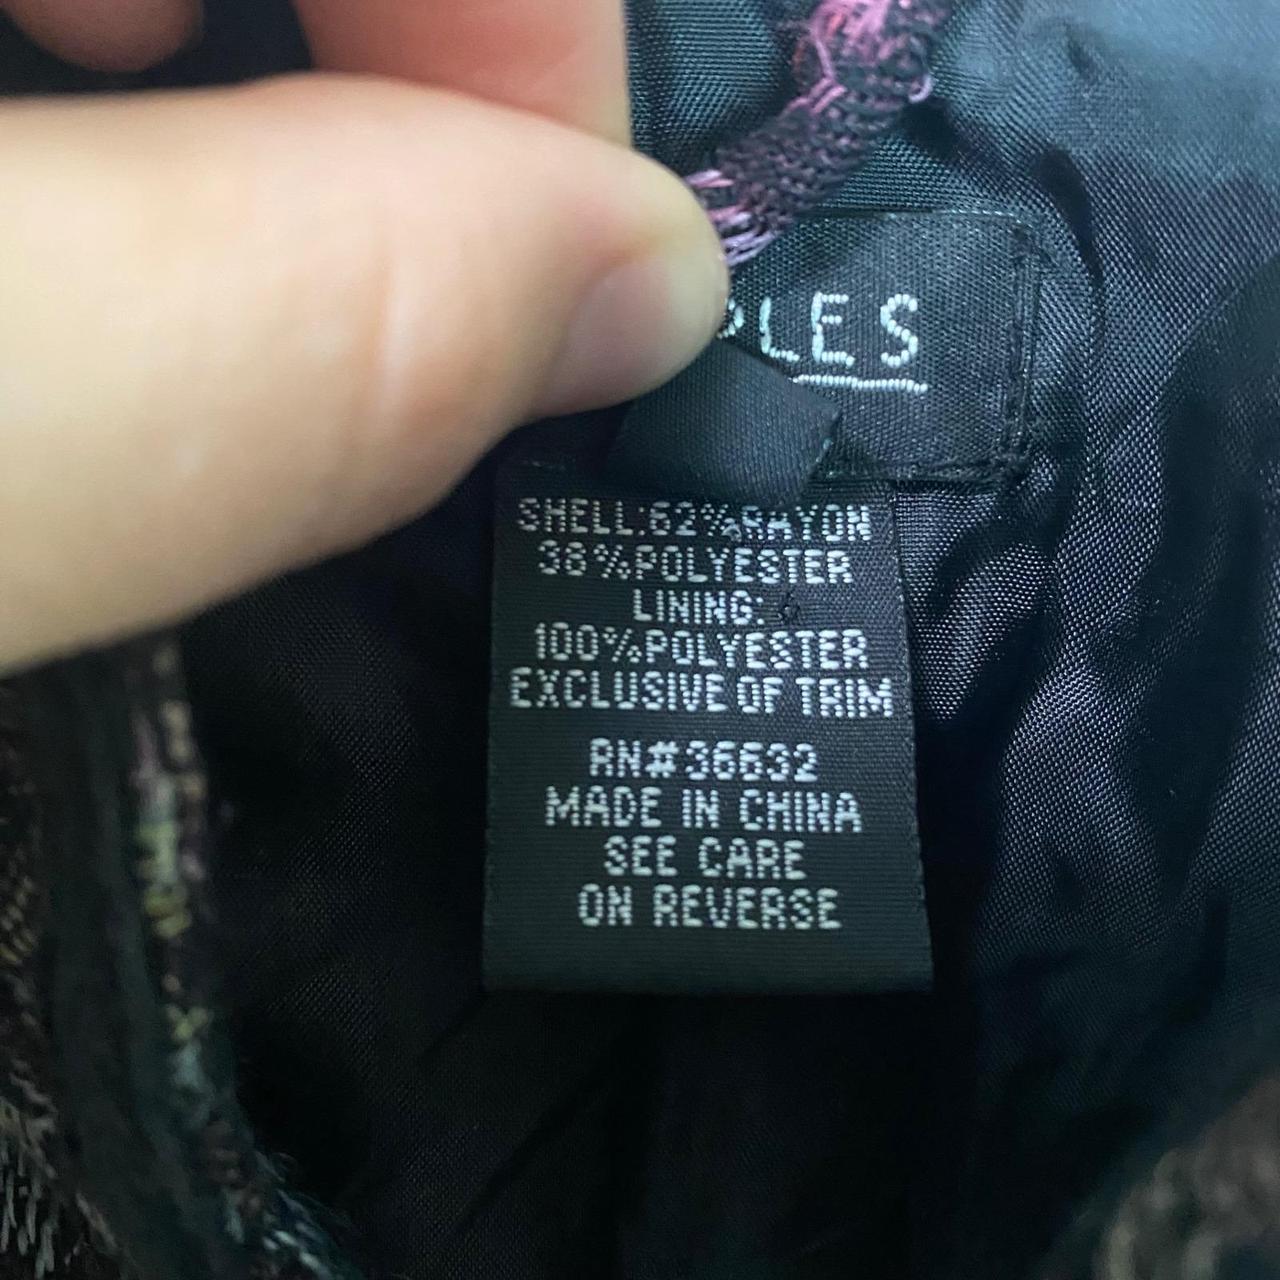 PLES
SHELL:62%RAYON
38%POLYESTER
LINING:
100%POLYESTER
EXCLUSIVE OF TRIM
RN#36632
MADE IN CHINA
SEE CARE
ON REVERSE